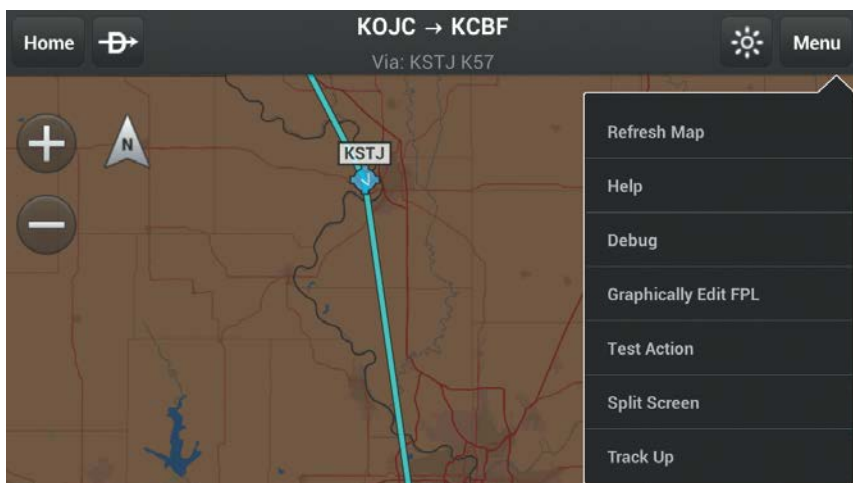 Home
D
KOJC → KCBF
Via: KSTJ K57
Menu
N
KSTJ
Refresh Map
Help
Debug
Graphically Edit FPL
Test Action
Split Screen
Track Up